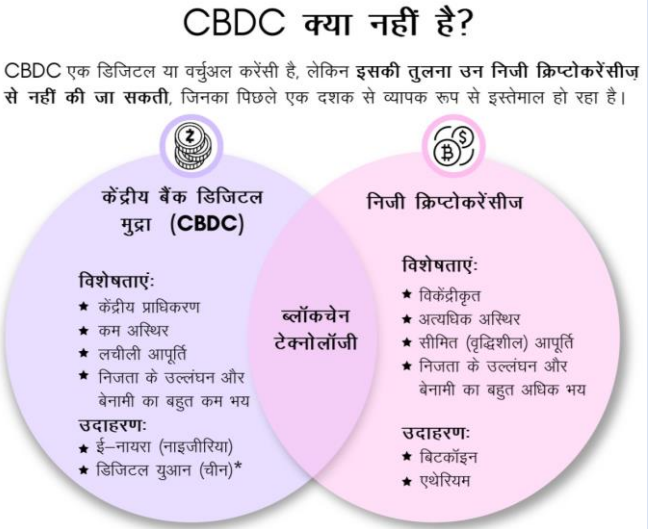 CBDC क्या नहीं है?
CBDC एक डिजिटल या वर्चुअल करेंसी है, लेकिन इसकी तुलना उन निजी क्रिप्टोकरेंसीज़
से नहीं की जा सकती, जिनका पिछले एक दशक से व्यापक रूप से इस्तेमाल हो रहा है।
केंद्रीय बैंक डिजिटल
मुद्रा (CBDC)
विशेषताएं:
★ केंद्रीय प्राधिकरण
★ कम अस्थिर
★ लचीली आपूर्ति
★ निजता के उल्लंघन और
बेनामी का बहुत कम भय
उदाहरण:
★ ई–नायरा (नाइजीरिया)
★ डिजिटल युआन (चीन)*
ब्लॉकचेन
टेक्नोलॉजी
निजी क्रिप्टोकरेंसीज
विशेषताएं:
★ विकेंद्रीकृत
★ अत्यधिक अस्थिर
★ सीमित (वृद्धिशील) आपूर्ति
★ निजता के उल्लंघन और
बेनामी का बहुत अधिक भय
उदाहरण:
★ बिटकॉइन
★ एथेरियम